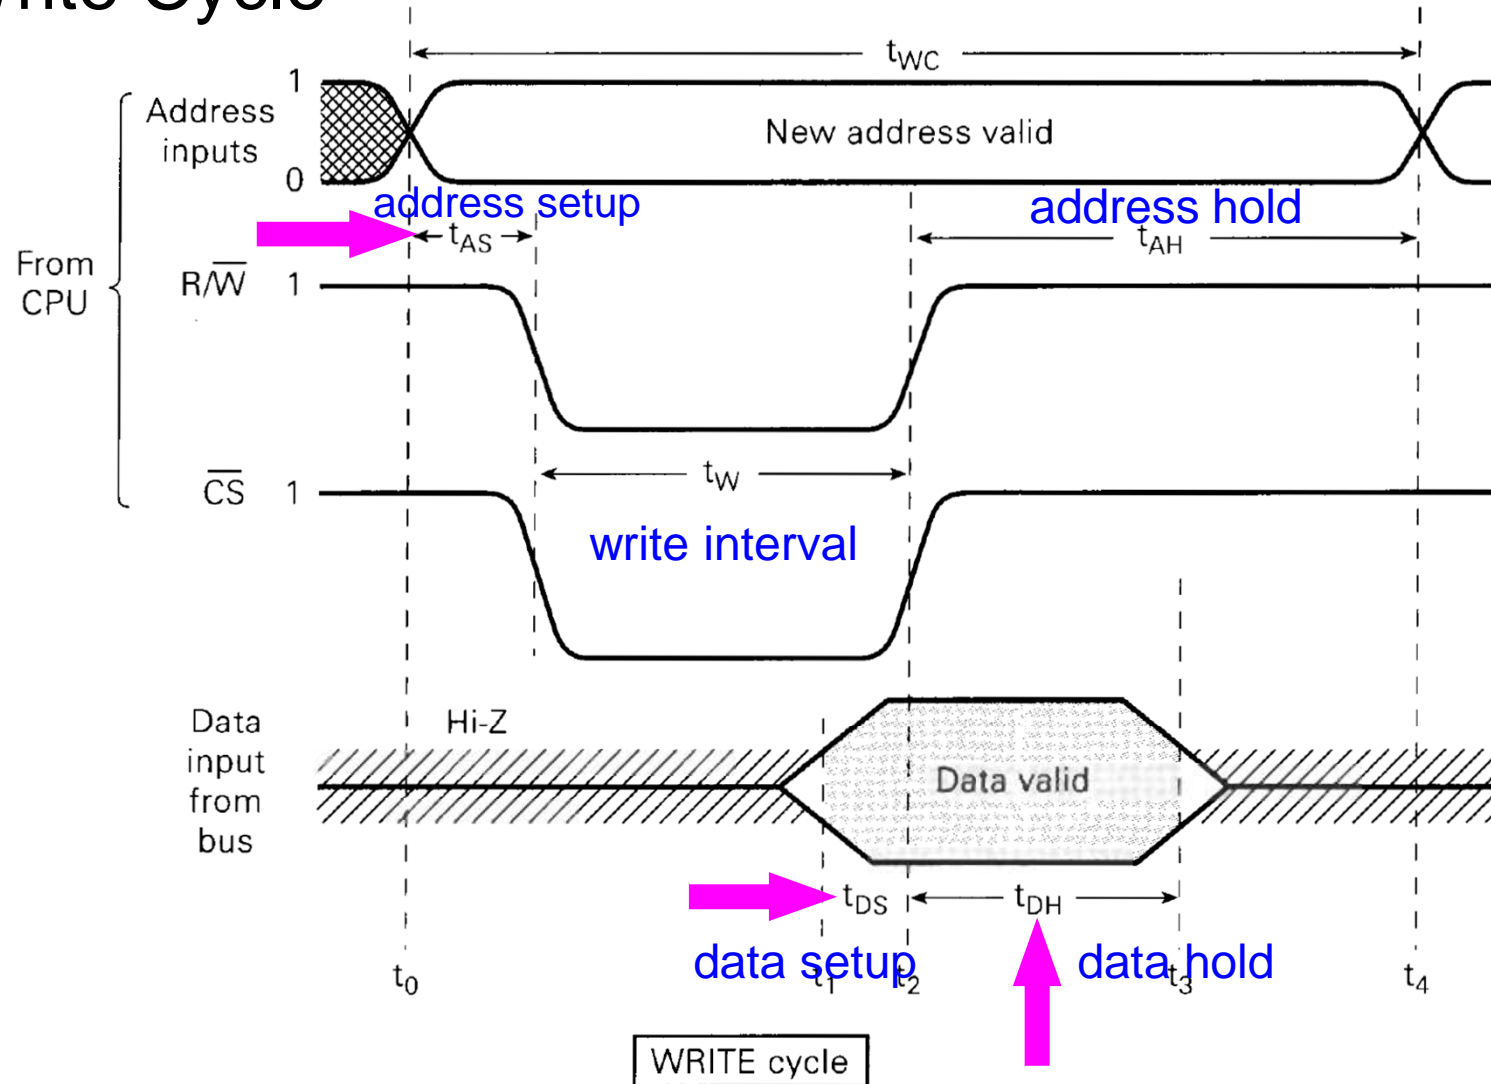 Write Cycle
t_WC
1
Address
inputs
New address valid
0
address setup
address hold
t_AS
t_AH
From
CPU
R/W̅
1
t_W
C̅S̅
1
write interval
Data
input
from
bus
Hi-Z
Data valid
t_DS
t_DH
data setup
data hold
t_0
t_1
t_2
t_3
t_4
WRITE cycle